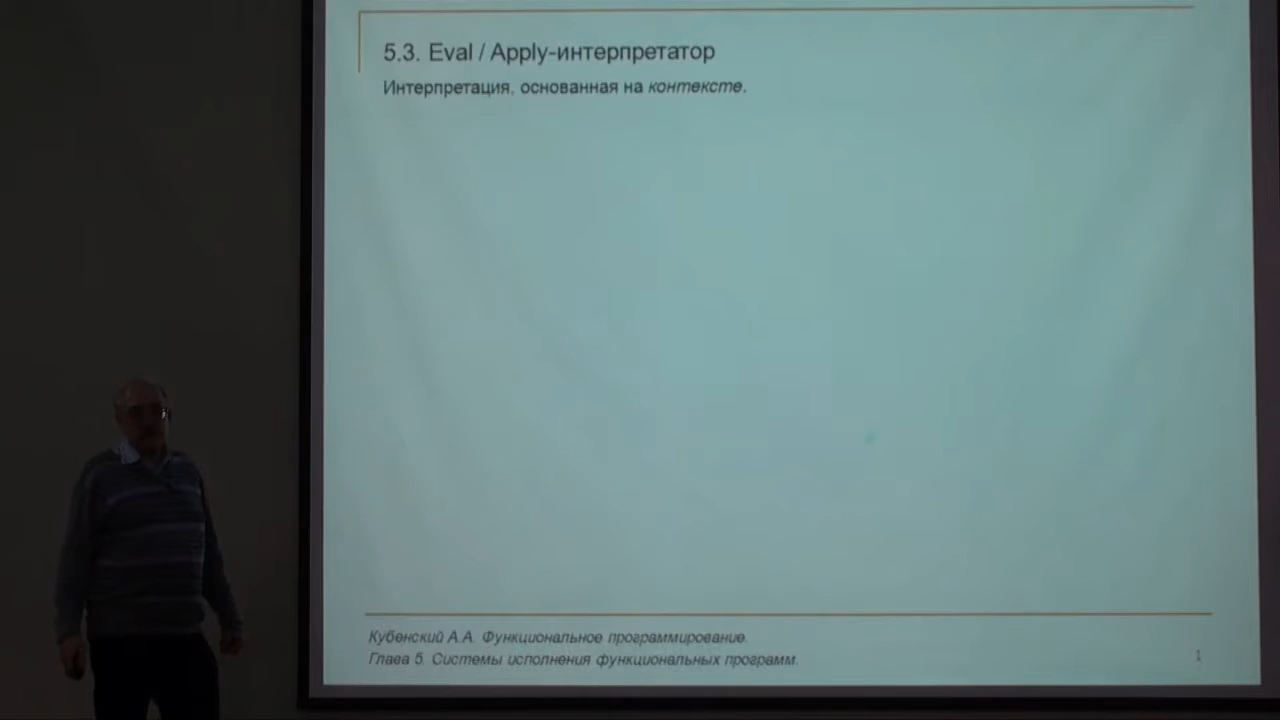 5.3. Eval / Apply-интерпретатор
Интерпретация, основанная на контексте.
Кубенский А.А. Функциональное программирование.
Глава 5. Системы исполнения функциональных программ.
1